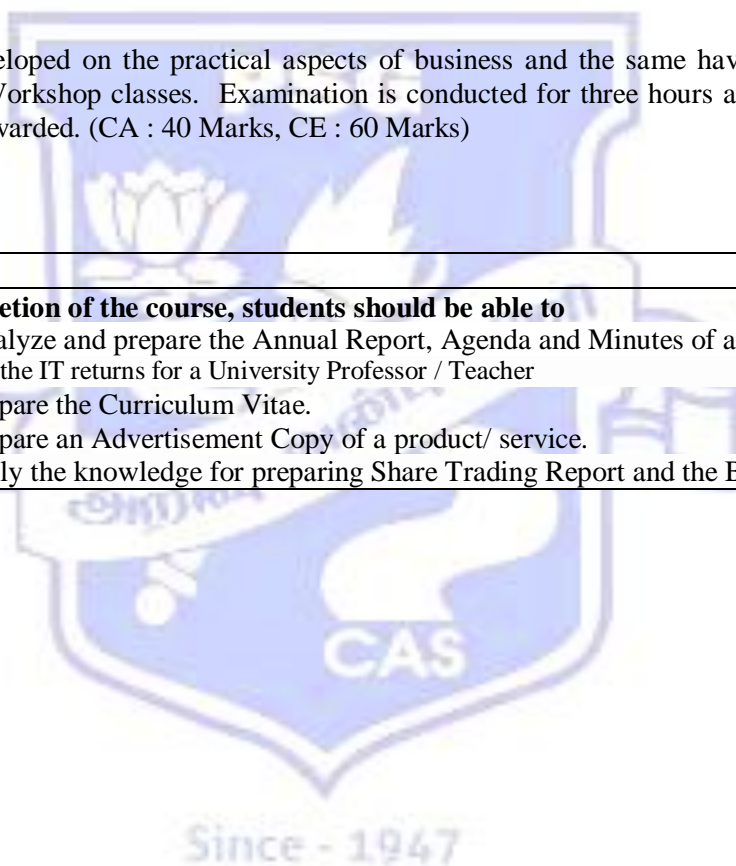 eloped on the practical aspects of business and the same hav
Workshop classes. Examination is conducted for three hours a
warded. (CA : 40 Marks, CE : 60 Marks)
etion of the course, students should be able to
alyze and prepare the Annual Report, Agenda and Minutes of a
the IT returns for a University Professor / Teacher
pare the Curriculum Vitae.
pare an Advertisement Copy of a product/ service.
ly the knowledge for preparing Share Trading Report and the B
CAS
Since - 1947